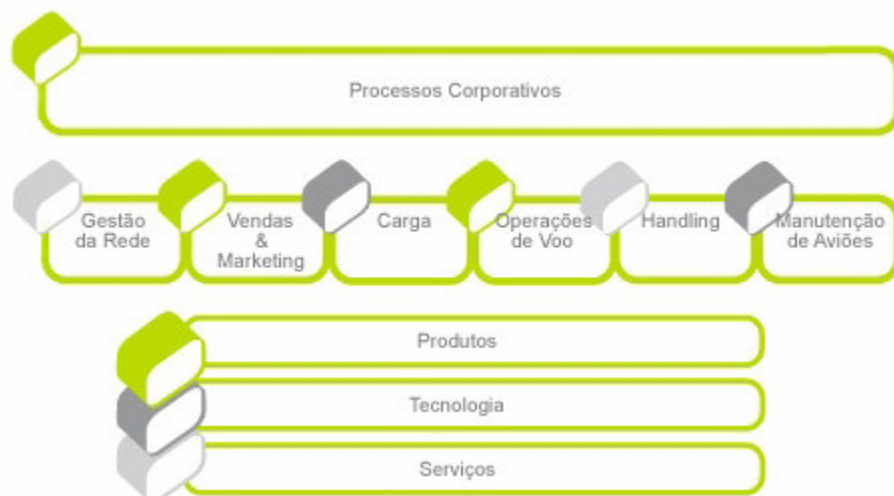 Processos Corporativos
Gestão
da Rede
Vendas
&
Marketing
Carga
Operações
de Voo
Handling
Manutenção
de Aviões
Produtos
Tecnologia
Serviços